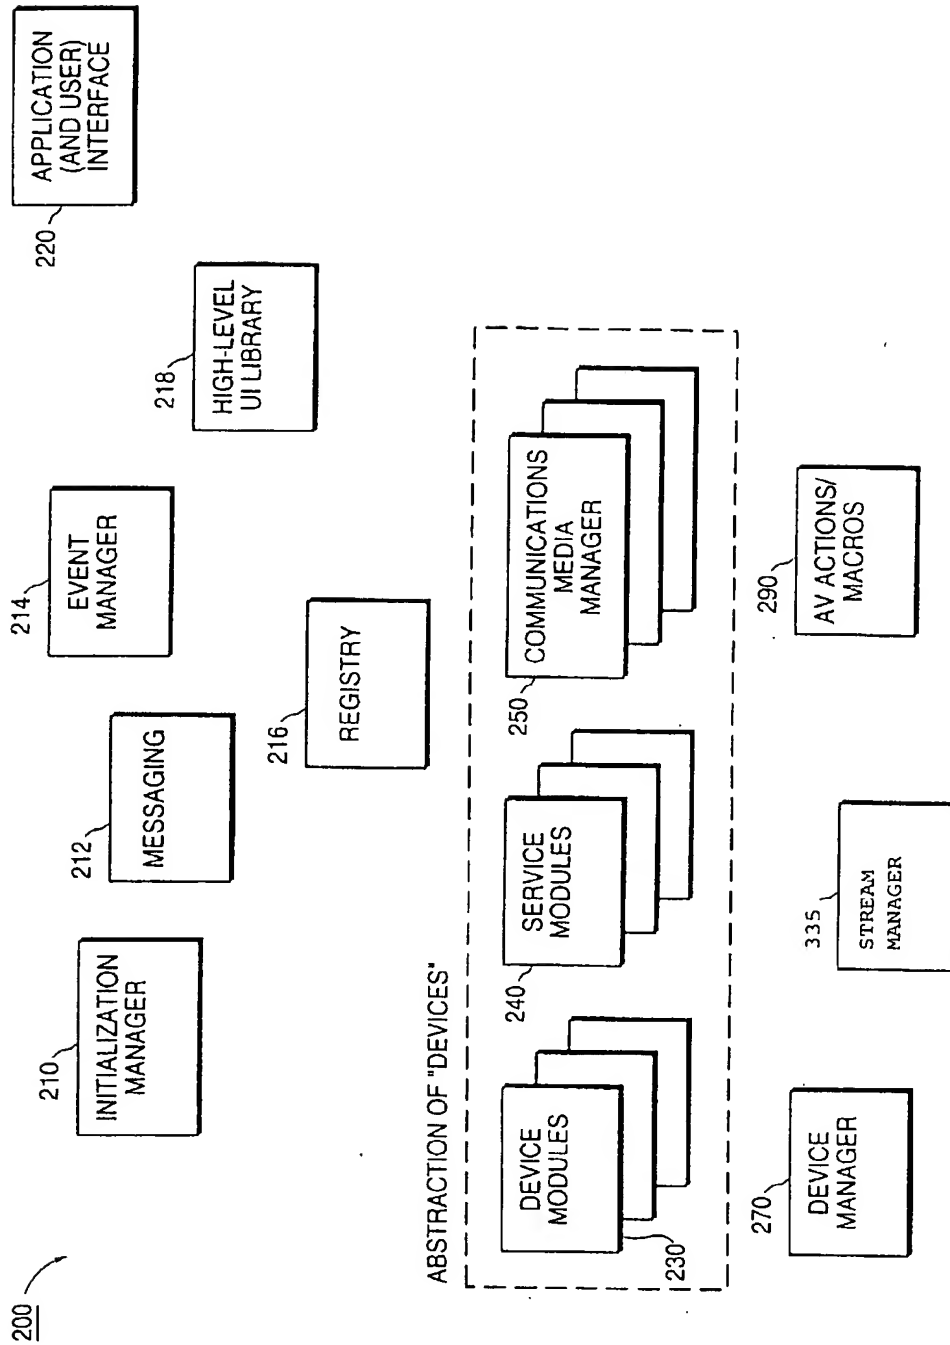 200
210
INITIALIZATION
MANAGER
212
MESSAGING
214
EVENT
MANAGER
216
REGISTRY
218
HIGH-LEVEL
UI LIBRARY
220
APPLICATION
(AND USER)
INTERFACE
ABSTRACTION OF "DEVICES"
DEVICE
MODULES
230
240
SERVICE
MODULES
250
COMMUNICATIONS
MEDIA
MANAGER
270
DEVICE
MANAGER
335
STREAM
MANAGER
290
AV ACTIONS/
MACROS